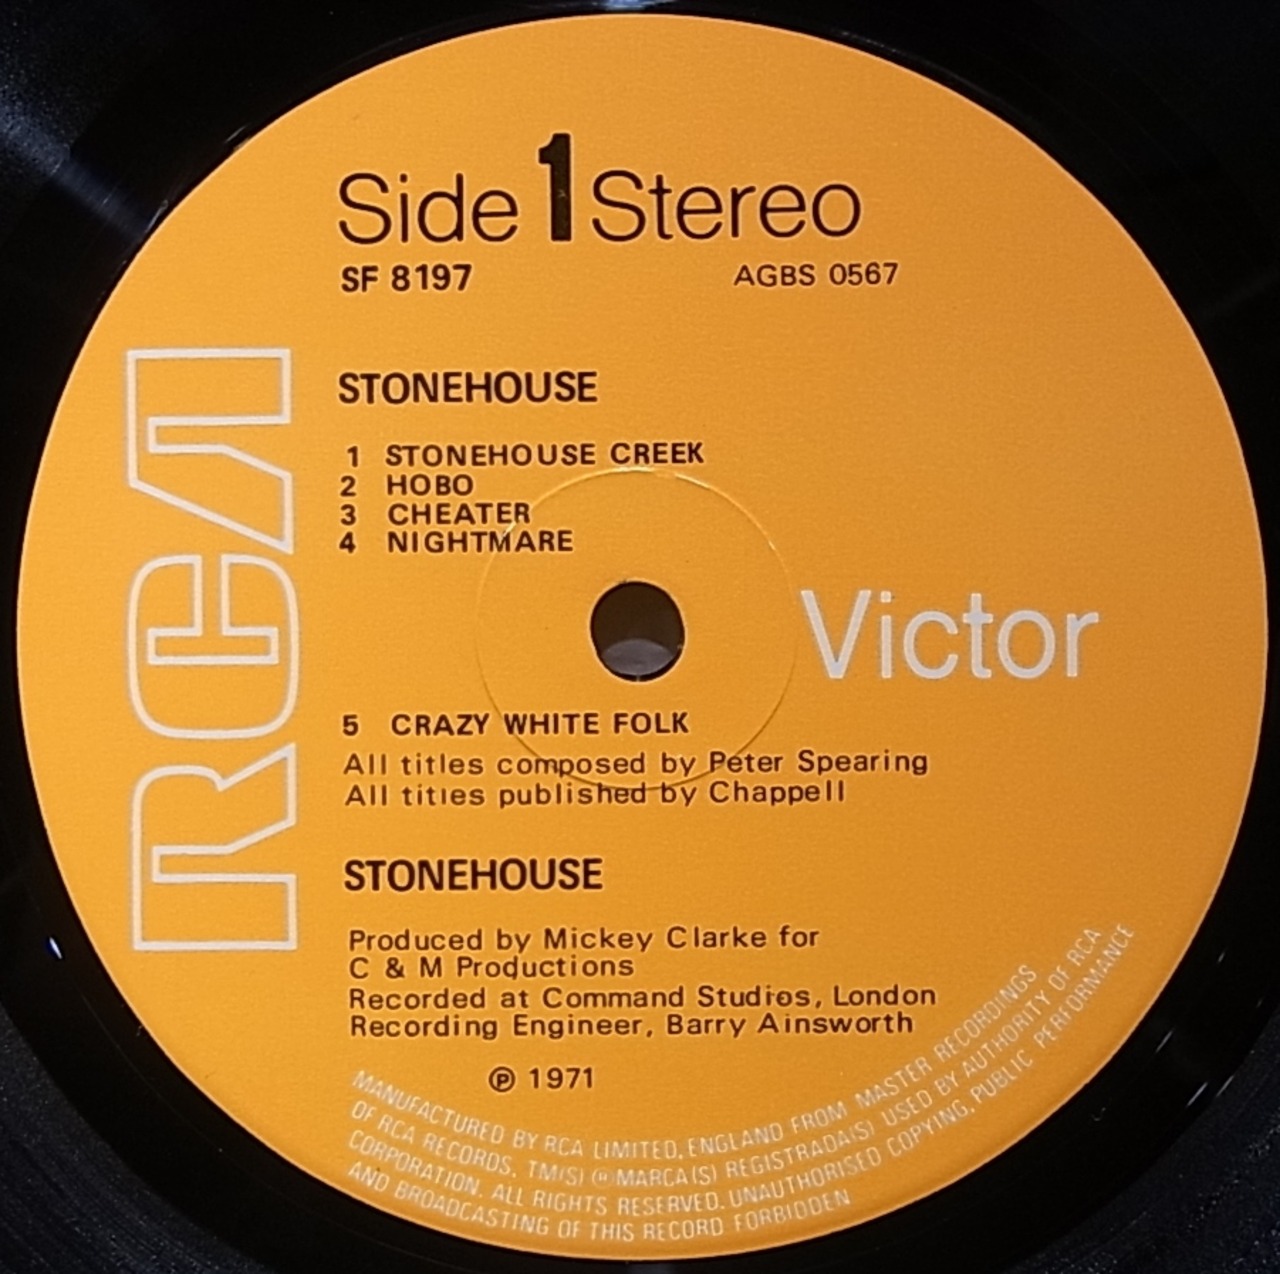 Side 1 Stereo
SF 8197 AGBS 0567
STONEHOUSE
1 STONEHOUSE CREEK
2 HOBO
3 CHEATER
4 NIGHTMARE
RCA
Victor
5 CRAZY WHITE FOLK
All titles composed by Peter Spearing
All titles published by Chappell
STONEHOUSE
Produced by Mickey Clarke for
C & M Productions
Recorded at Command Studios, London
Recording Engineer, Barry Ainsworth
℗ 1971
MANUFACTURED BY RCA LIMITED, ENGLAND FROM MASTER RECORDINGS
OF RCA RECORDS. TM(S) ® MARCA(S) REGISTRADA(S) USED BY AUTHORITY OF RCA
CORPORATION. ALL RIGHTS RESERVED. UNAUTHORISED COPYING, PUBLIC PERFORMANCE
AND BROADCASTING OF THIS RECORD FORBIDDEN